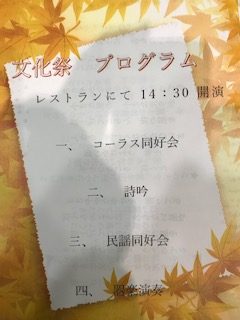 文化祭 プログラム
レストランにて 14：30 開演
一、 コーラス同好会
二、 詩吟
三、 民謡同好会
四、 器楽演奏